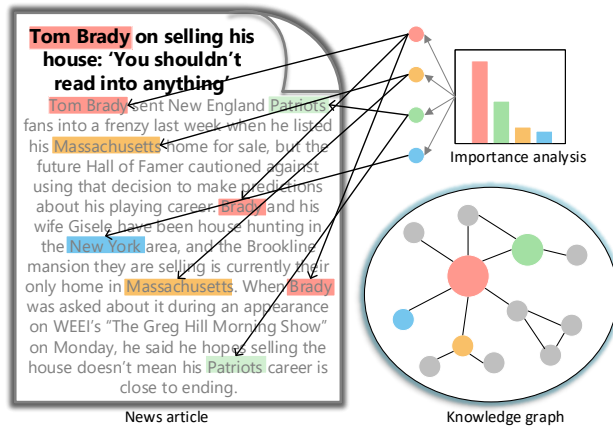 Tom Brady on selling his
house: ‘You shouldn’t
read into anything’
Tom Brady sent New England Patriots
fans into a frenzy last week when he listed
his Massachusetts home for sale, but the
future Hall of Famer cautioned against
using that decision to make predictions
about his playing career. Brady and his
wife Gisele have been house hunting in
the New York area, and the Brookline
mansion they are selling is currently their
only home in Massachusetts. When Brady
was asked about it during an appearance
on WEEI’s “The Greg Hill Morning Show”
on Monday, he said he hopes selling the
house doesn’t mean his Patriots career is
close to ending.
News article
Importance analysis
Knowledge graph